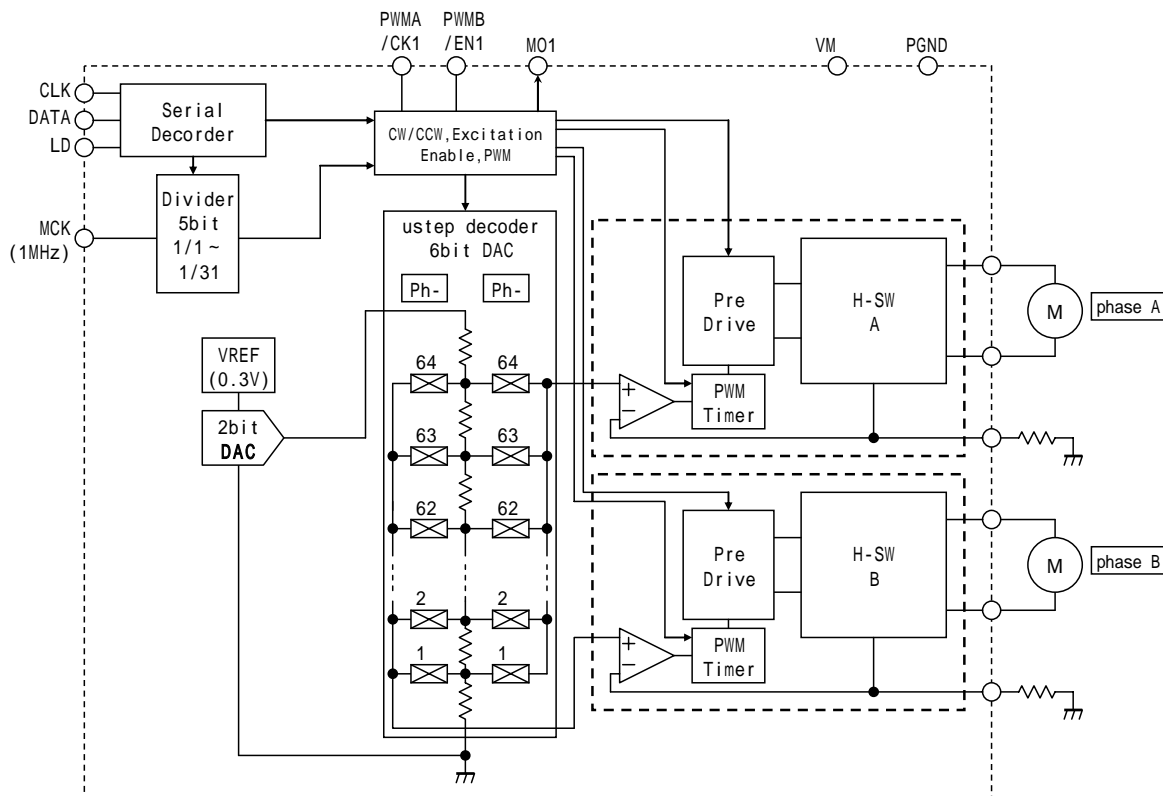 PWMA
/CK1
PWMB
/EN1
MO1
VM
PGND
CLK
DATA
LD
Serial
Decorder
CW/CCW,Excitation
Enable,PWM
MCK
(1MHz)
Divider
5bit
1/1 ~
1/31
ustep decoder
6bit DAC
Ph-
Ph-
VREF
(0.3V)
2bit
DAC
64
64
63
63
62
62
2
2
1
1
+
−
Pre
Drive
PWM
Timer
H-SW
A
M
phase A
+
−
Pre
Drive
PWM
Timer
H-SW
B
M
phase B